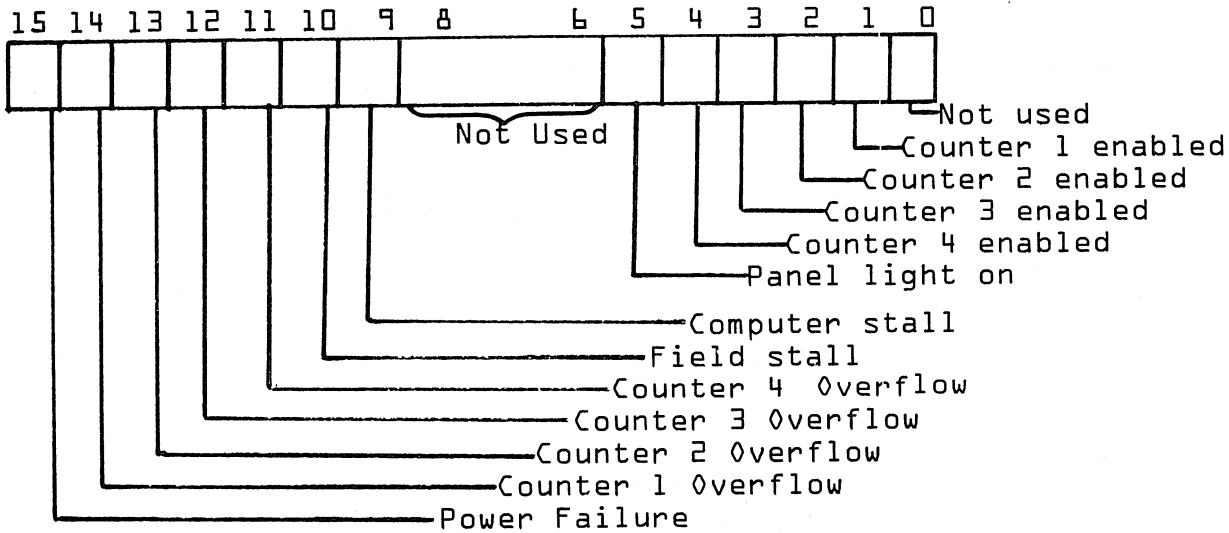 15 14 13 12 11 10 9 8 6 5 4 3 2 1 0
Not used
Not Used
Counter 1 enabled
Counter 2 enabled
Counter 3 enabled
Counter 4 enabled
Panel light on
Computer stall
Field stall
Counter 4 Overflow
Counter 3 Overflow
Counter 2 Overflow
Counter 1 Overflow
Power Failure